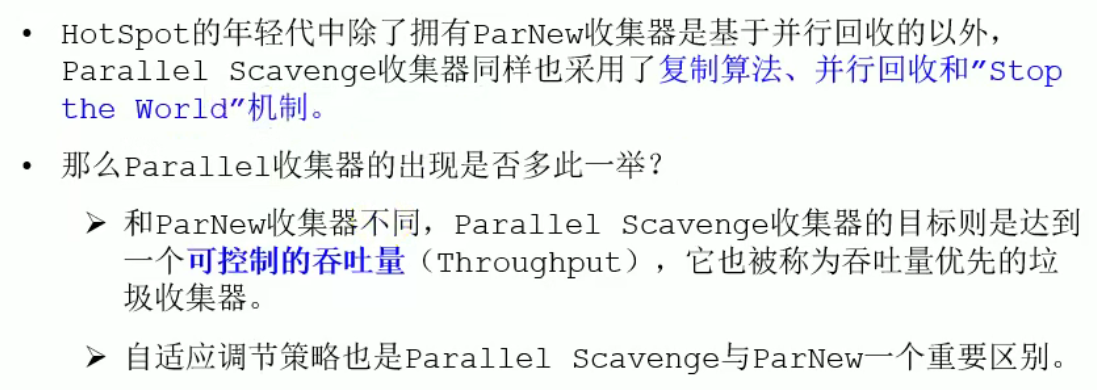 • HotSpot的年轻代中除了拥有ParNew收集器是基于并行回收的以外，
Parallel Scavenge收集器同样也采用了复制算法、并行回收和"Stop
the World"机制。
• 那么Parallel收集器的出现是否多此一举？
➢ 和ParNew收集器不同，Parallel Scavenge收集器的目标则是达到
一个可控制的吞吐量（Throughput），它也被称为吞吐量优先的垃
圾收集器。
➢ 自适应调节策略也是Parallel Scavenge与ParNew一个重要区别。